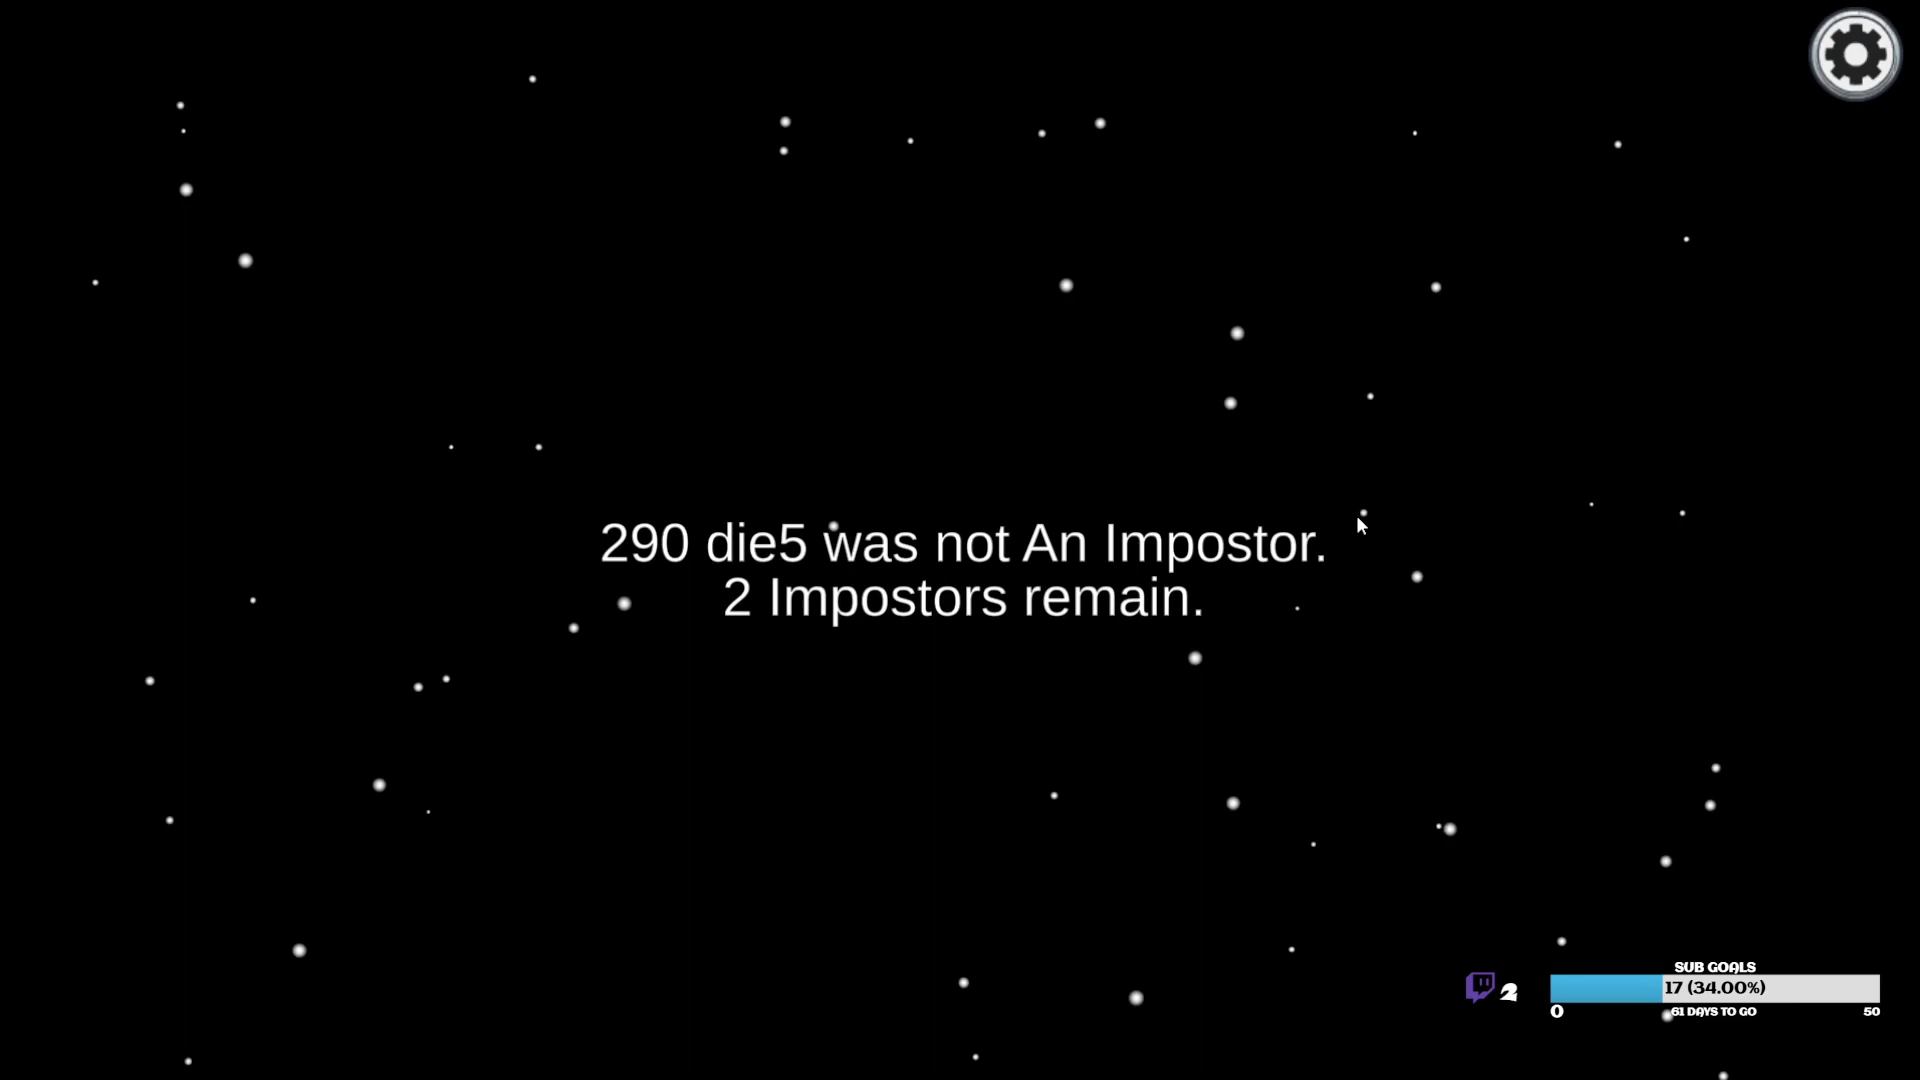 290 die5 was not An Impostor.
2 Impostors remain.
2
SUB GOALS
17 (34.00%)
0
61 DAYS TO GO
50